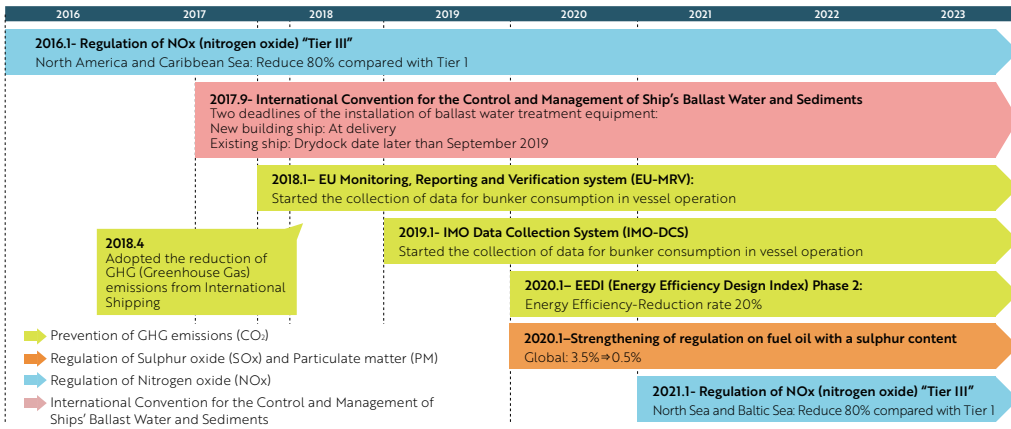 2016 2017 2018 2019 2020 2021 2022 2023
2016.1- Regulation of NOx (nitrogen oxide) “Tier III”
North America and Caribbean Sea: Reduce 80% compared with Tier 1
2017.9- International Convention for the Control and Management of Ship’s Ballast Water and Sediments
Two deadlines of the installation of ballast water treatment equipment:
New building ship: At delivery
Existing ship: Drydock date later than September 2019
2018.1– EU Monitoring, Reporting and Verification system (EU-MRV):
Started the collection of data for bunker consumption in vessel operation
2018.4
Adopted the reduction of
GHG (Greenhouse Gas)
emissions from International
Shipping
2019.1- IMO Data Collection System (IMO-DCS)
Started the collection of data for bunker consumption in vessel operation
2020.1– EEDI (Energy Efficiency Design Index) Phase 2:
Energy Efficiency-Reduction rate 20%
2020.1–Strengthening of regulation on fuel oil with a sulphur content
Global: 3.5%⇒0.5%
2021.1- Regulation of NOx (nitrogen oxide) “Tier III”
North Sea and Baltic Sea: Reduce 80% compared with Tier 1
Prevention of GHG emissions (CO₂)
Regulation of Sulphur oxide (SOx) and Particulate matter (PM)
Regulation of Nitrogen oxide (NOx)
International Convention for the Control and Management of
Ships’ Ballast Water and Sediments